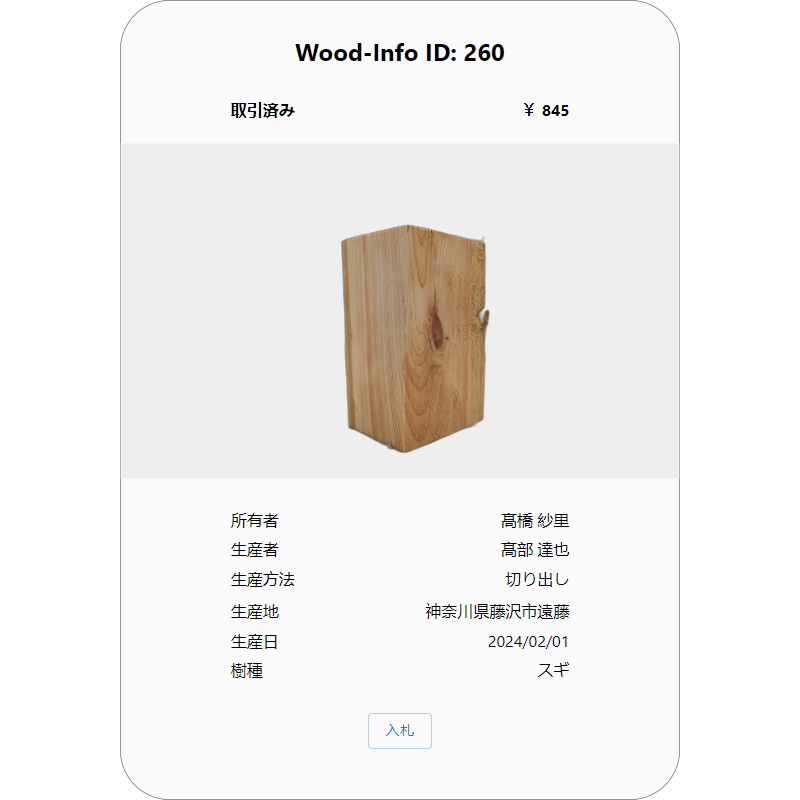 Wood-Info ID: 260
取引済み ￥ 845
所有者 髙橋 紗里
生産者 髙部 達也
生産方法 切り出し
生産地 神奈川県藤沢市遠藤
生産日 2024/02/01
樹種 スギ
入札